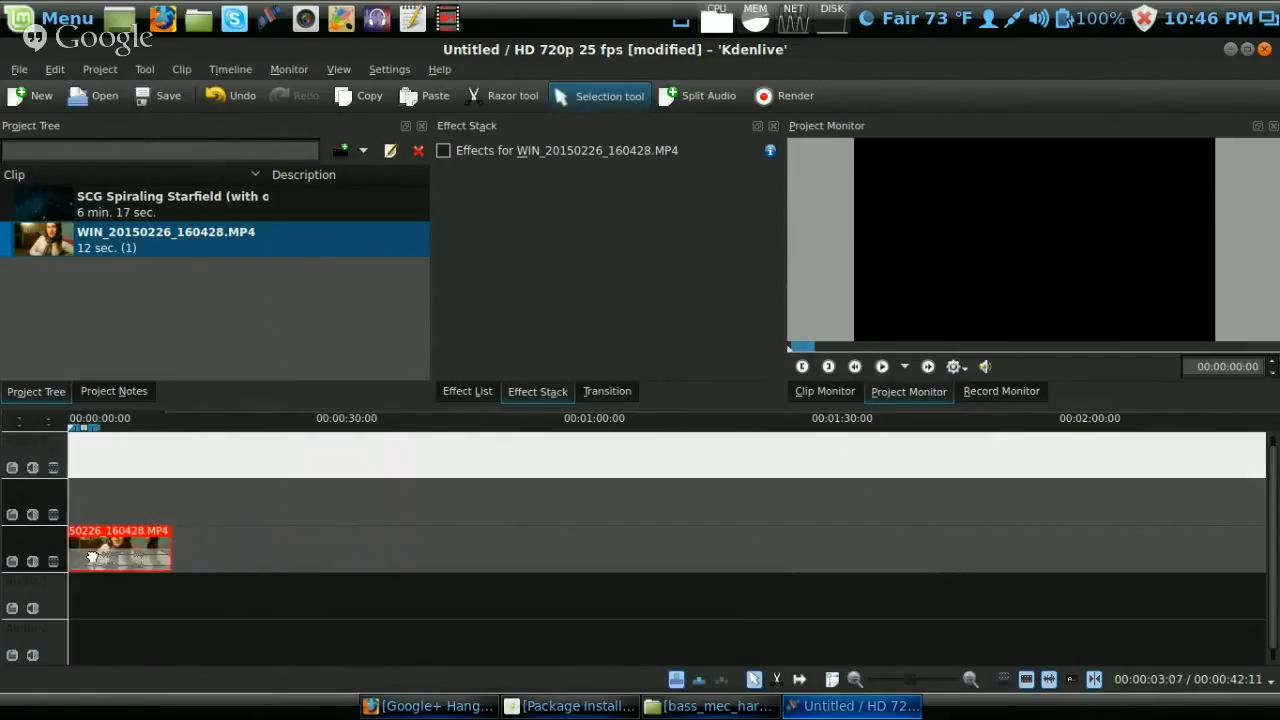 Menu
CPU MEM NET DISK
Fair 73 °F 100% 10:46 PM
Google
Untitled / HD 720p 25 fps [modified] – 'Kdenlive'
File Edit Project Tool Clip Timeline Monitor View Settings Help
New Open Save Undo Redo Copy Paste Razor tool Selection tool Split Audio Render
Project Tree Effect Stack Project Monitor
Effects for WIN_20150226_160428.MP4
Clip Description
SCG Spiraling Starfield (with o
6 min. 17 sec.
WIN_20150226_160428.MP4
12 sec. (1)
00:00:00:00
Project Tree Project Notes Effect List Effect Stack Transition Clip Monitor Project Monitor Record Monitor
00:00:00:00 00:00:30:00 00:01:00:00 00:01:30:00 00:02:00:00
50226_160428.MP4
00:00:03:07 / 00:00:42:11
[Google+ Hang... [Package Install... [bass_mec_har... Untitled / HD 72...